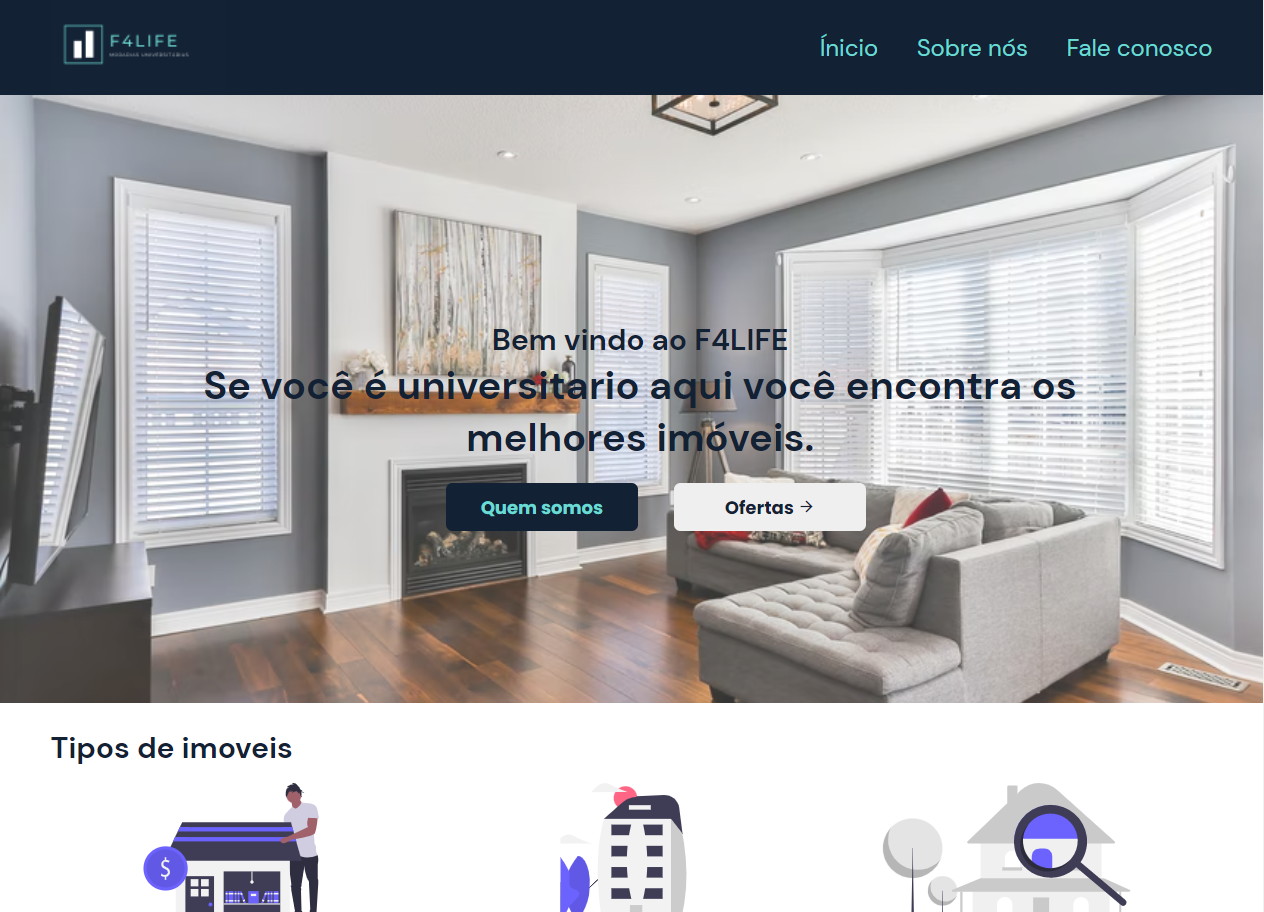 F4LIFE
MORADIAS UNIVERSITÁRIAS
Ínicio Sobre nós Fale conosco
Bem vindo ao F4LIFE
Se você é universitario aqui você encontra os
melhores imóveis.
Quem somos Ofertas →
Tipos de imoveis
$